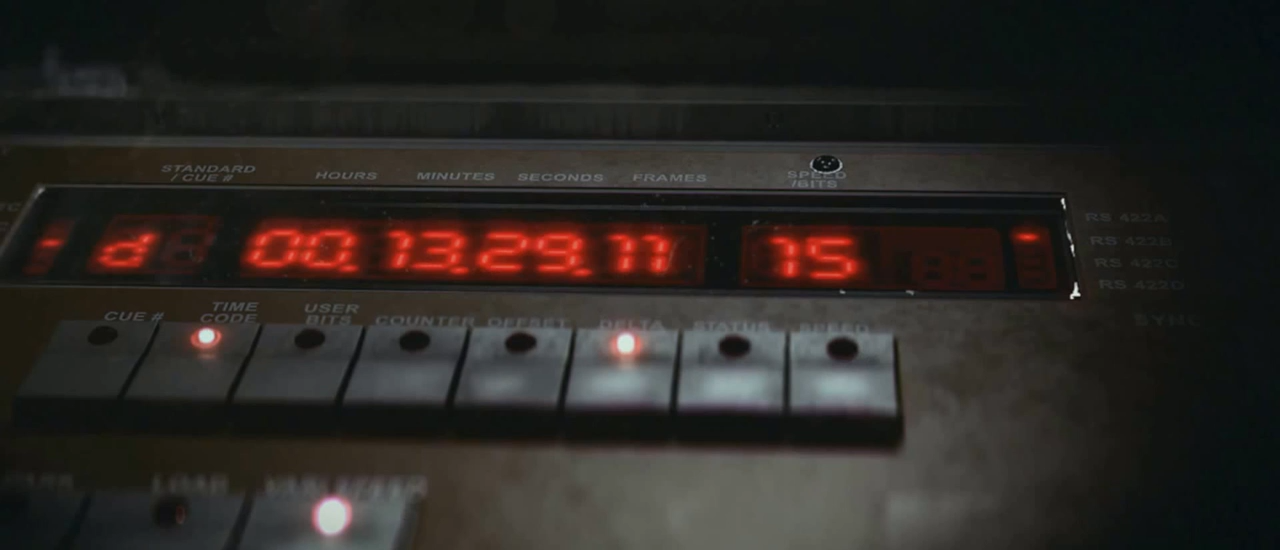 STANDARD / CUE #
HOURS
MINUTES
SECONDS
FRAMES
SPEED /BITS
RS 422A
RS 422B
RS 422C
RS 422D
SYNC
- d 00.13.29.11 15 -
CUE #
TIME CODE
USER BITS
COUNTER
OFFSET
DELTA
STATUS
SPEED
LOAD